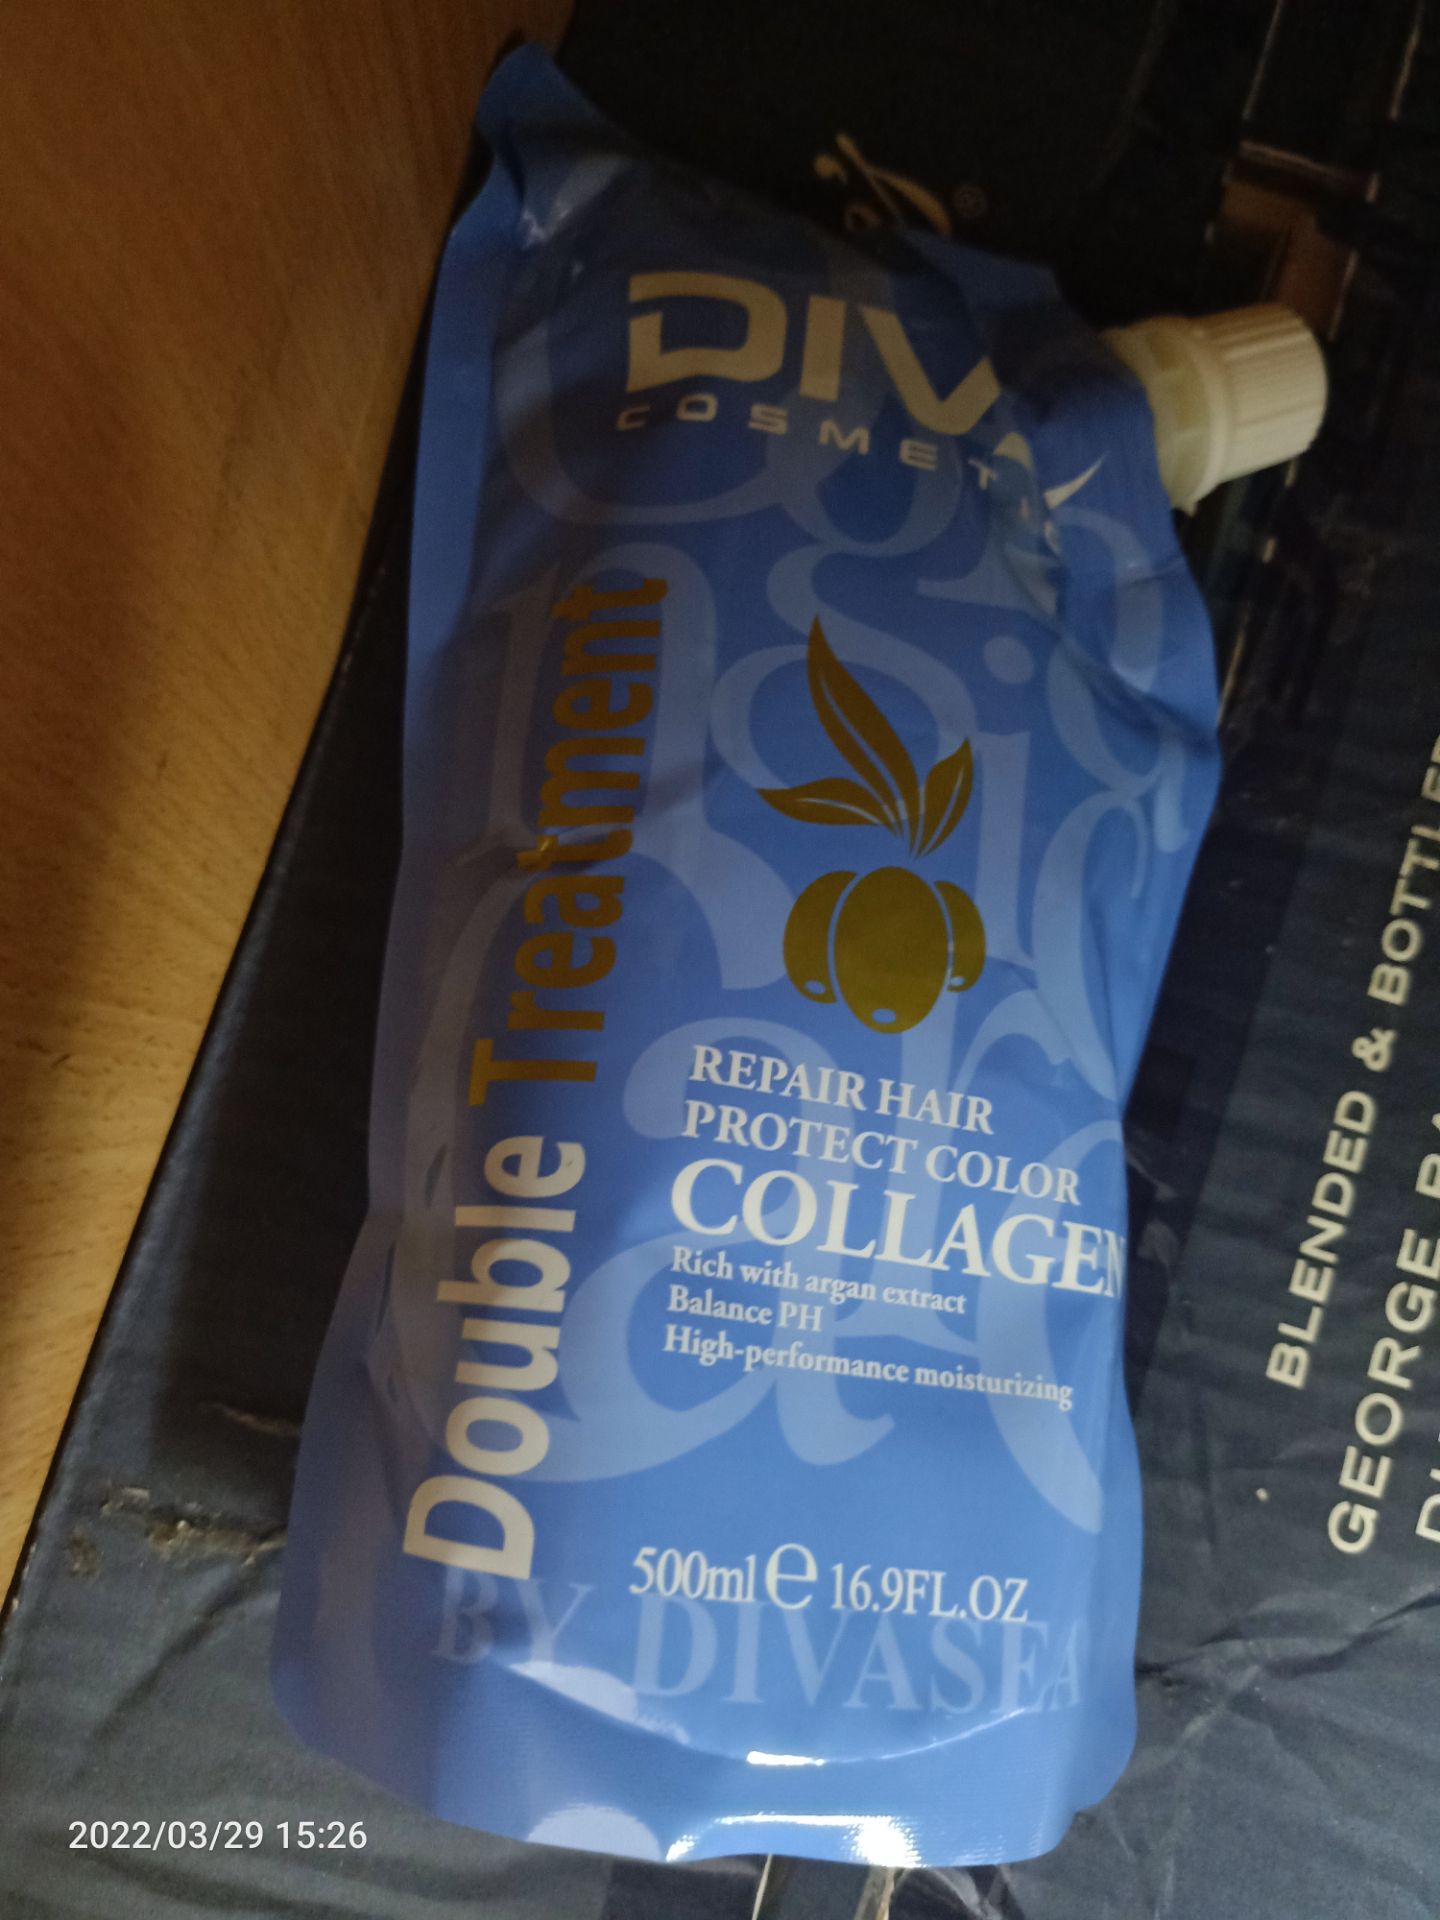 DIV
COSMET
Double Treatment
REPAIR HAIR
PROTECT COLOR
COLLAGEN
Rich with argan extract
Balance PH
High-performance moisturizing
500ml e 16.9FL.OZ
BY DIVASEA
BLENDED & BOTTLE
GEORGE BA
2022/03/29 15:26